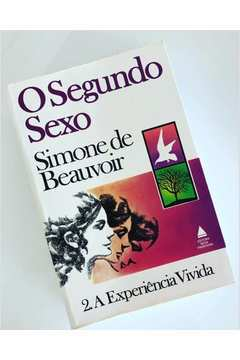 O Segundo
Sexo
Simone de
Beauvoir
2. A Experiência Vivida